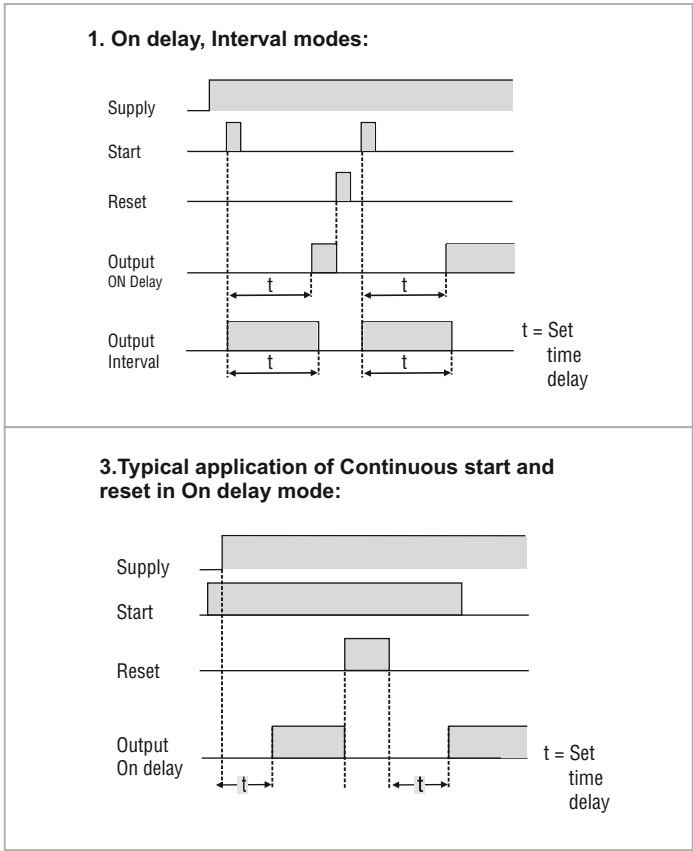 1. On delay, Interval modes:
Supply
Start
Reset
Output
ON Delay
t
t
Output
Interval
t
t
t = Set
time
delay
3.Typical application of Continuous start and
reset in On delay mode:
Supply
Start
Reset
Output
On delay
t
t
t = Set
time
delay